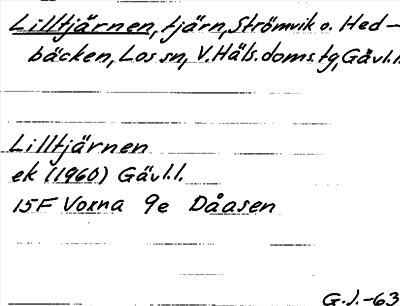 Lilltjärnen, tjärn, Strömvik o. Hed-
bäcken, Los sn, V.Häls.doms.tg, Gävl.l.
Lilltjärnen
ek (1960) Gävl.l.
15F Voxna 9e Dåasen
G.J.-63